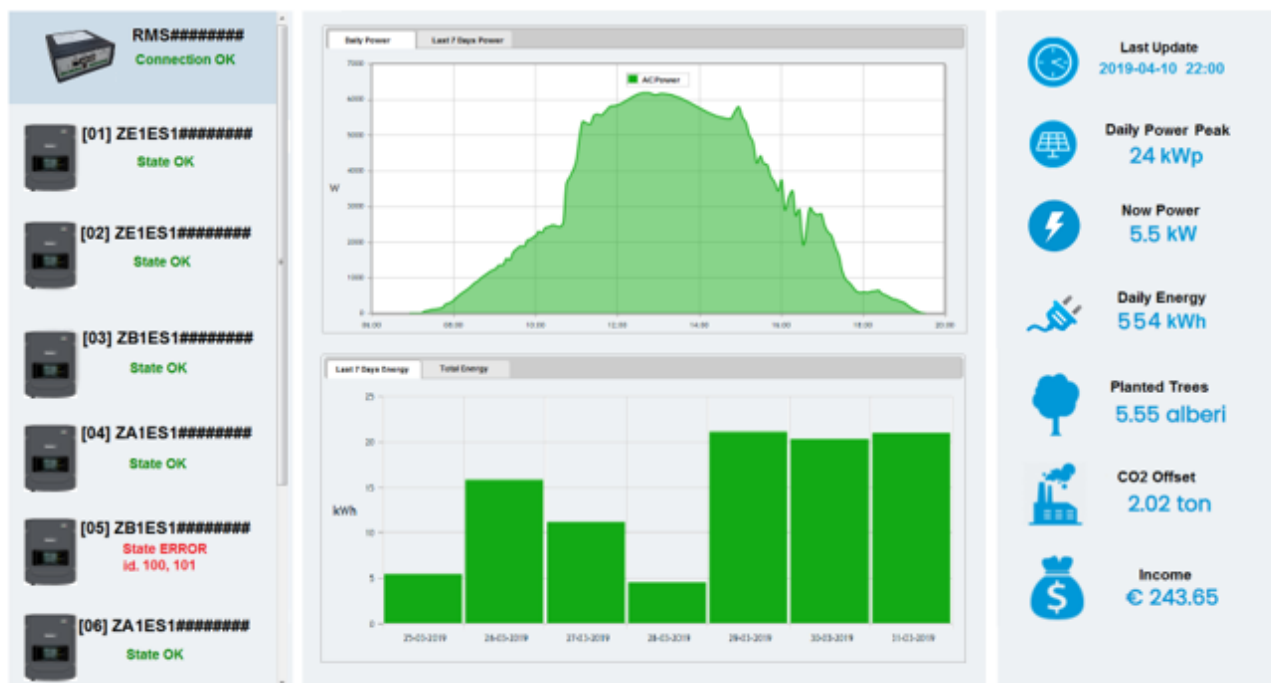 RMS########
Connection OK
[01] ZE1ES1########
State OK
[02] ZE1ES1########
State OK
[03] ZB1ES1########
State OK
[04] ZA1ES1########
State OK
[05] ZB1ES1########
State ERROR
id. 100, 101
[06] ZA1ES1########
State OK
Daily Power
Last 7 Days Power
7000
AC Power
6000
5000
4000
W
3000
2000
1000
0
06:00 08:00 10:00 12:00 14:00 16:00 18:00 20:00
Last 7 Days Energy
Total Energy
25
20
15
kWh
10
5
0
25-03-2019 26-03-2019 27-03-2019 28-03-2019 29-03-2019 30-03-2019 31-03-2019
Last Update
2019-04-10 22:00
Daily Power Peak
24 kWp
Now Power
5.5 kW
Daily Energy
554 kWh
Planted Trees
5.55 alberi
CO2 Offset
2.02 ton
Income
€ 243.65